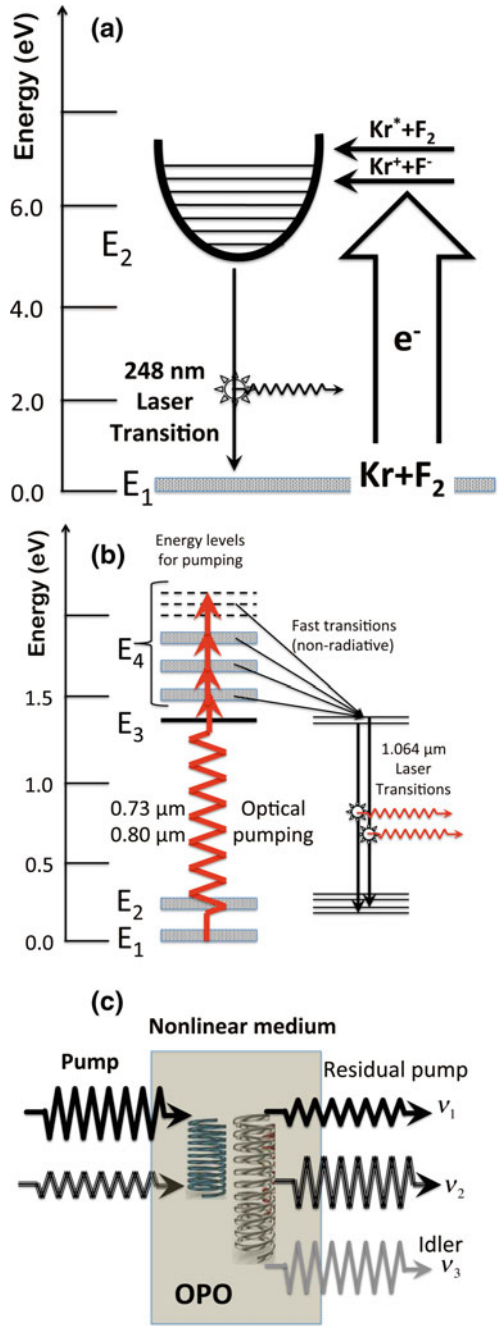 (a)
Energy (eV)
6.0
4.0
2.0
0.0
E2
E1
Kr*+F2
Kr++F-
e-
248 nm
Laser
Transition
Kr+F2
(b)
Energy (eV)
1.5
1.0
0.5
0.0
Energy levels
for pumping
E4
E3
E2
E1
Fast transitions
(non-radiative)
0.73 μm
0.80 μm
Optical
pumping
1.064 μm
Laser
Transitions
(c)
Nonlinear medium
Pump
Residual pump
ν1
ν2
Idler
ν3
OPO